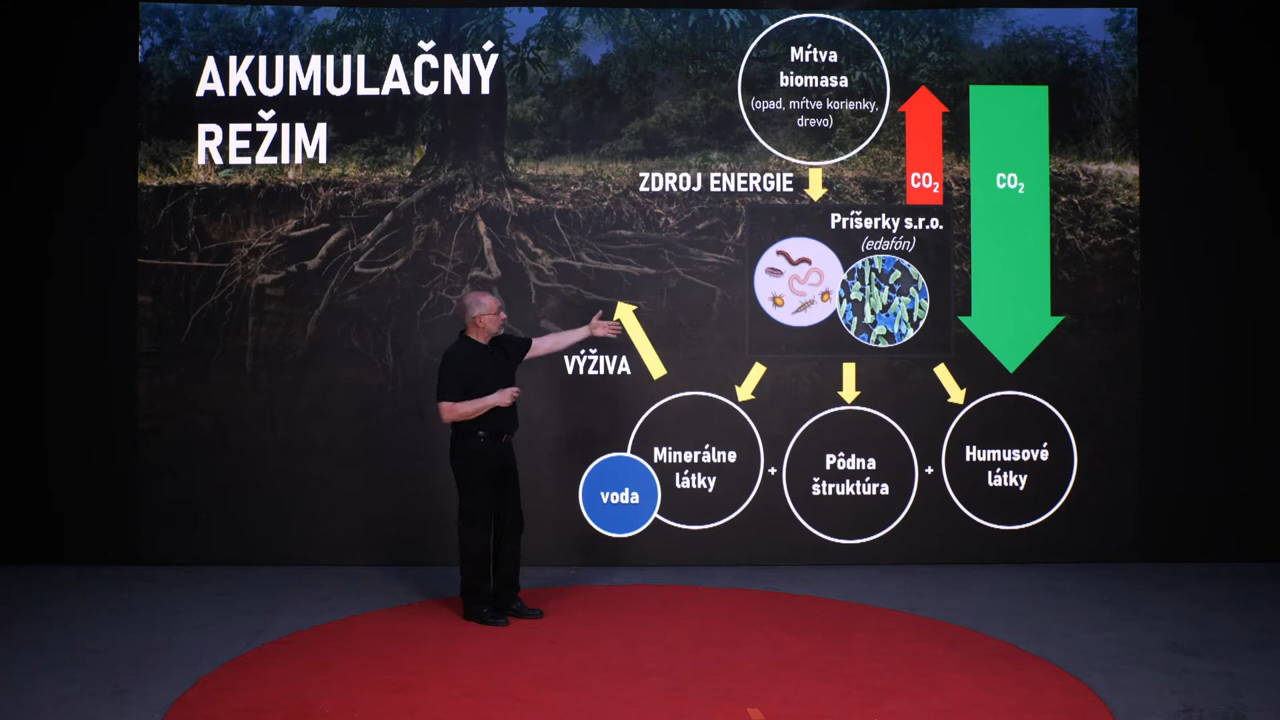 AKUMULAČNÝ
REŽIM
Mŕtva
biomasa
(opad, mŕtve korienky,
drevo)
ZDROJ ENERGIE
CO₂
CO₂
Príšerky s.r.o.
(edafón)
VÝŽIVA
Minerálne
látky
+
Pôdna
štruktúra
+
Humusové
látky
voda